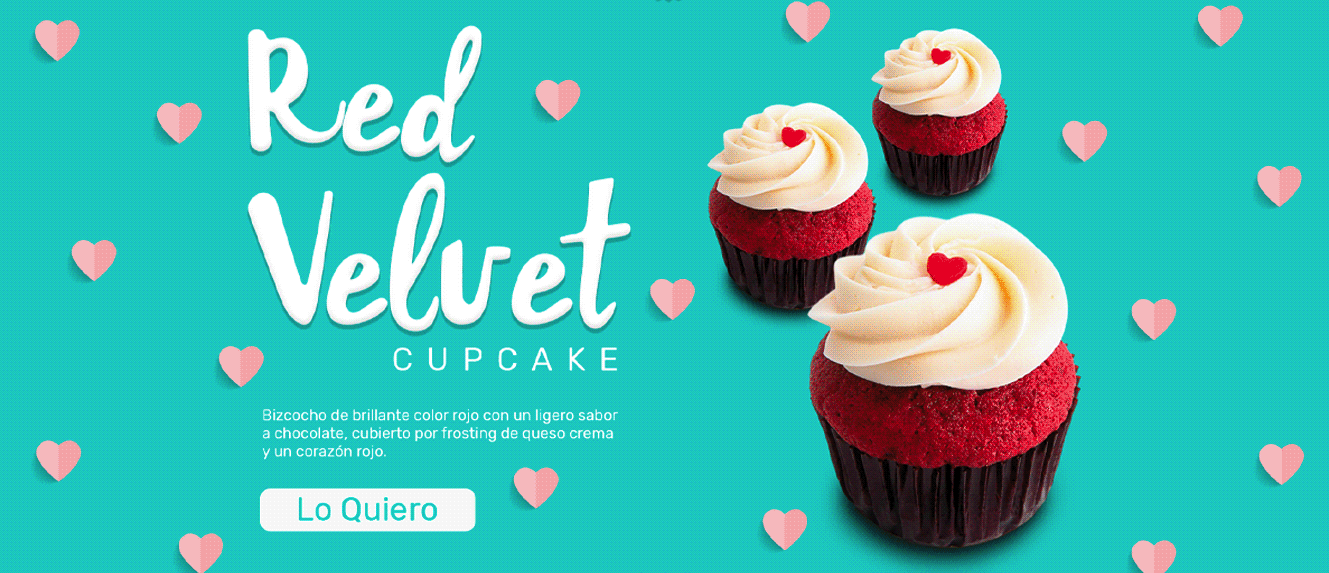 Red
Velvet
CUPCAKE
Bizcocho de brillante color rojo con un ligero sabor
a chocolate, cubierto por frosting de queso crema
y un corazón rojo.
Lo Quiero